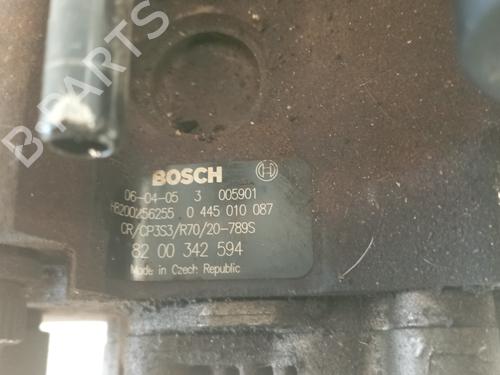 B-PARTS
BOSCH
06-04-05 3 005901
H8200256255 0 445 010 087
CR/CP3S3/R70/20-789S
82 00 342 594
Made in Czech Republic